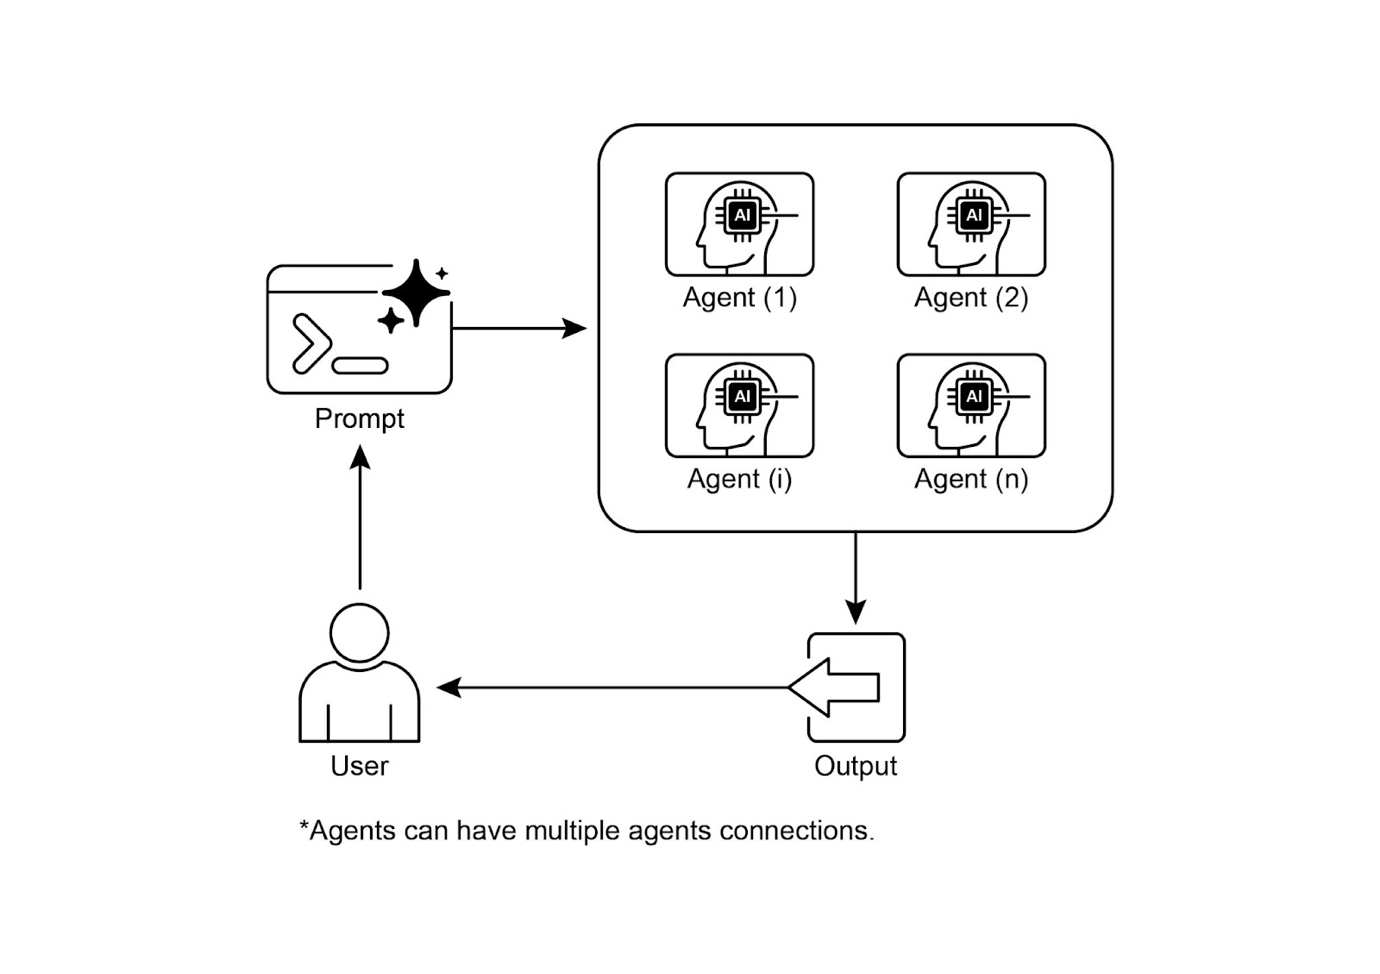 AI
AI
Agent (1)
Agent (2)
AI
AI
Agent (i)
Agent (n)
Prompt
User
Output
*Agents can have multiple agents connections.